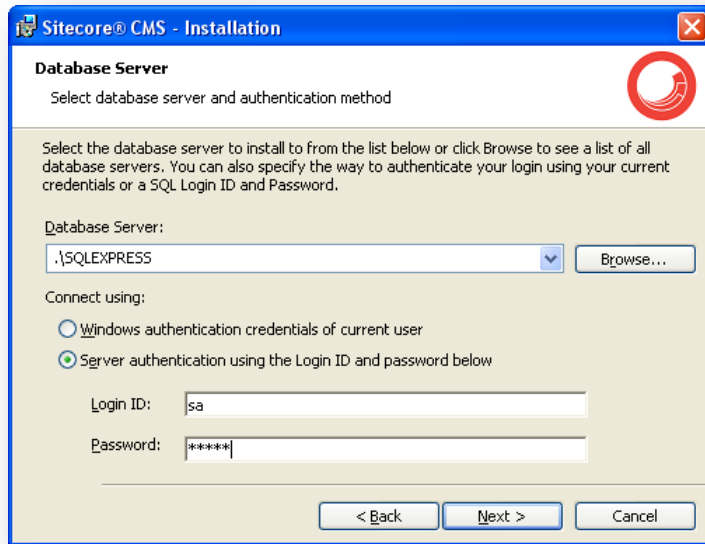 Sitecore® CMS - Installation
Database Server
Select database server and authentication method
Select the database server to install to from the list below or click Browse to see a list of all
database servers. You can also specify the way to authenticate your login using your current
credentials or a SQL Login ID and Password.
Database Server:
.\SQLEXPRESS
Browse...
Connect using:
Windows authentication credentials of current user
Server authentication using the Login ID and password below
Login ID:
sa
Password:
*****
< Back
Next >
Cancel